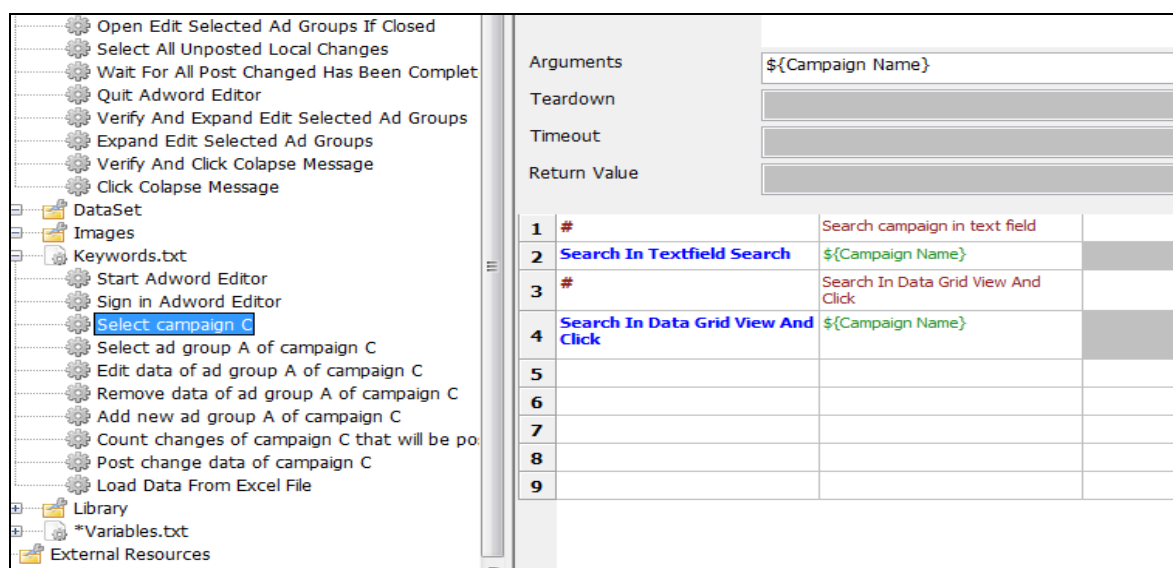 Open Edit Selected Ad Groups If Closed
Select All Unposted Local Changes
Wait For All Post Changed Has Been Complet
Quit Adword Editor
Verify And Expand Edit Selected Ad Groups
Expand Edit Selected Ad Groups
Verify And Click Colapse Message
Click Colapse Message
DataSet
Images
Keywords.txt
Start Adword Editor
Sign in Adword Editor
Select campaign C
Select ad group A of campaign C
Edit data of ad group A of campaign C
Remove data of ad group A of campaign C
Add new ad group A of campaign C
Count changes of campaign C that will be po
Post change data of campaign C
Load Data From Excel File
Library
*Variables.txt
External Resources
Arguments ${Campaign Name}
Teardown
Timeout
Return Value
1 # Search campaign in text field
2 Search In Textfield Search ${Campaign Name}
3 # Search In Data Grid View And
Click
4 Search In Data Grid View And ${Campaign Name}
Click
5
6
7
8
9